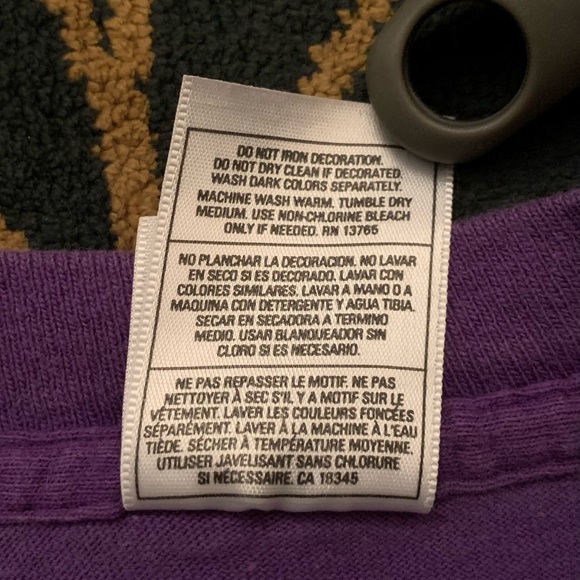 DO NOT IRON DECORATION.
DO NOT DRY CLEAN IF DECORATED.
WASH DARK COLORS SEPARATELY.
MACHINE WASH WARM. TUMBLE DRY
MEDIUM. USE NON-CHLORINE BLEACH
ONLY IF NEEDED. RN 13765
NO PLANCHAR LA DECORACION. NO LAVAR
EN SECO SI ES DECORADO. LAVAR CON
COLORES SIMILARES. LAVAR A MANO O A
MAQUINA CON DETERGENTE Y AGUA TIBIA.
SECAR EN SECADORA A TERMINO
MEDIO. USAR BLANQUEADOR SIN
CLORO SI ES NECESARIO.
NE PAS REPASSER LE MOTIF. NE PAS
NETTOYER À SEC S'IL Y A MOTIF SUR LE
VÊTEMENT. LAVER LES COULEURS FONCÉES
SÉPARÉMENT. LAVER À LA MACHINE À L'EAU
TIÈDE. SÉCHER À TEMPÉRATURE MOYENNE.
UTILISER JAVELISANT SANS CHLORURE
SI NÉCESSAIRE. CA 18345